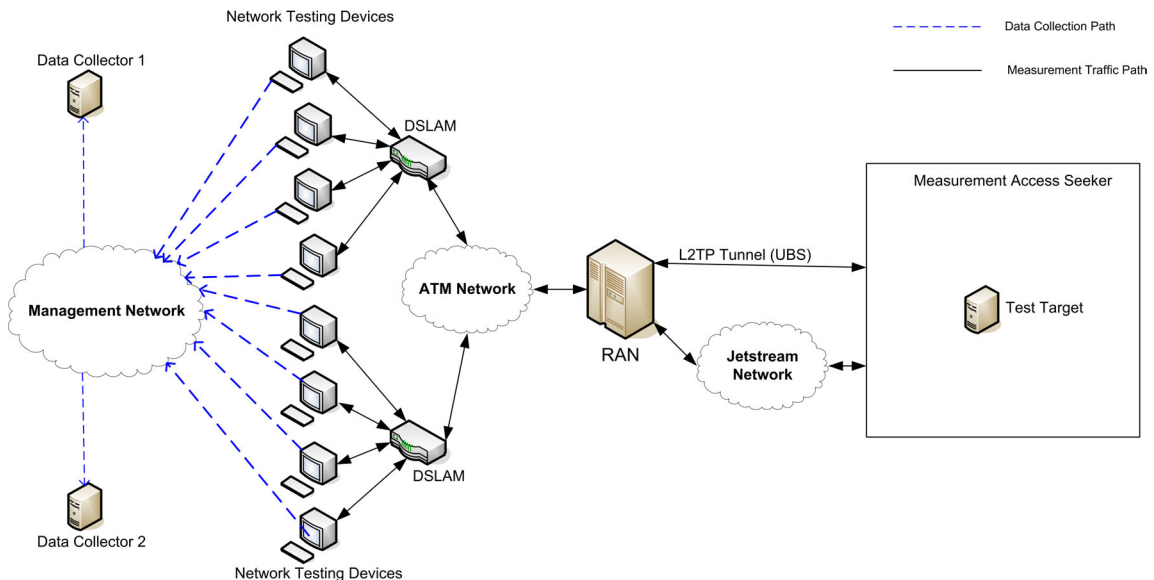 Network Testing Devices
Data Collection Path
Data Collector 1
Measurement Traffic Path
DSLAM
Measurement Access Seeker
L2TP Tunnel (UBS)
Management Network
ATM Network
Test Target
RAN
Jetstream
Network
DSLAM
Data Collector 2
Network Testing Devices